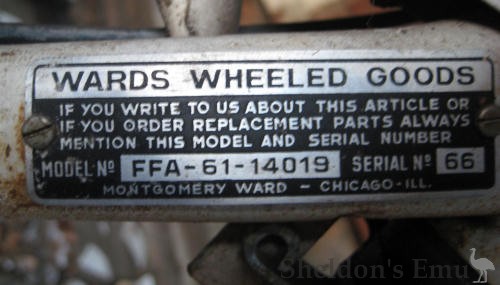 WARDS WHEELED GOODS
IF YOU WRITE TO US ABOUT THIS ARTICLE OR
IF YOU ORDER REPLACEMENT PARTS ALWAYS
MENTION THIS MODEL AND SERIAL NUMBER
MODEL Nº FFA-61-14019 SERIAL Nº 66
MONTGOMERY WARD – CHICAGO-ILL.
Sheldon's Emu